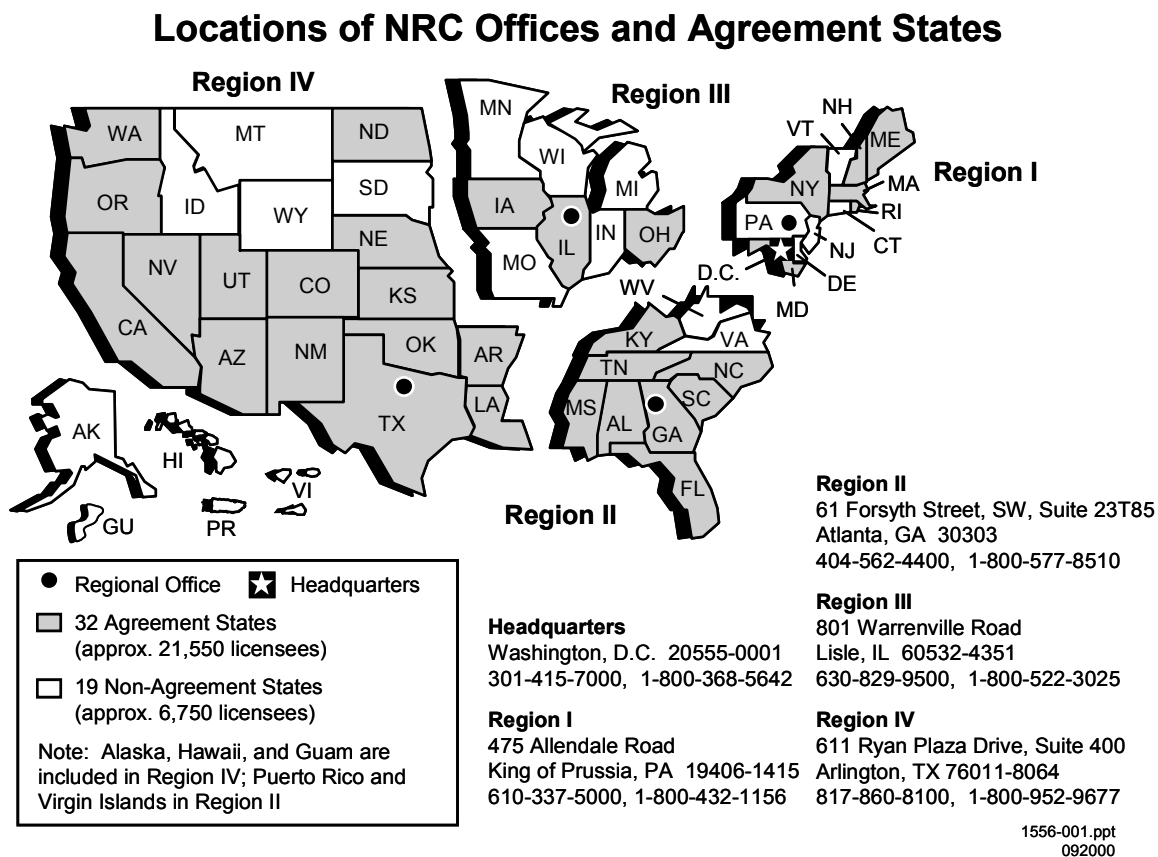 Locations of NRC Offices and Agreement States
Region IV
Region III
Region I
Region II
WA
MT
ND
OR
ID
WY
SD
NE
NV
UT
CO
KS
CA
AZ
NM
OK
AR
TX
LA
AK
HI
GU
PR
VI
MN
WI
MI
IA
IL
IN
OH
MO
NH
VT
ME
NY
MA
RI
CT
PA
NJ
DE
D.C.
MD
WV
KY
VA
TN
NC
SC
MS
AL
GA
FL
Regional Office
Headquarters
32 Agreement States
(approx. 21,550 licensees)
19 Non-Agreement States
(approx. 6,750 licensees)
Note: Alaska, Hawaii, and Guam are
included in Region IV; Puerto Rico and
Virgin Islands in Region II
Headquarters
Washington, D.C. 20555-0001
301-415-7000, 1-800-368-5642
Region I
475 Allendale Road
King of Prussia, PA 19406-1415
610-337-5000, 1-800-432-1156
Region II
61 Forsyth Street, SW, Suite 23T85
Atlanta, GA 30303
404-562-4400, 1-800-577-8510
Region III
801 Warrenville Road
Lisle, IL 60532-4351
630-829-9500, 1-800-522-3025
Region IV
611 Ryan Plaza Drive, Suite 400
Arlington, TX 76011-8064
817-860-8100, 1-800-952-9677
1556-001.ppt
092000